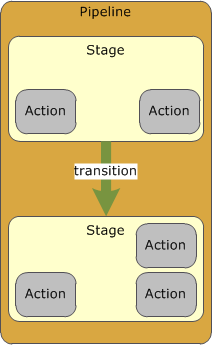 Pipeline
Stage
Action Action
transition
Stage
Action
Action Action